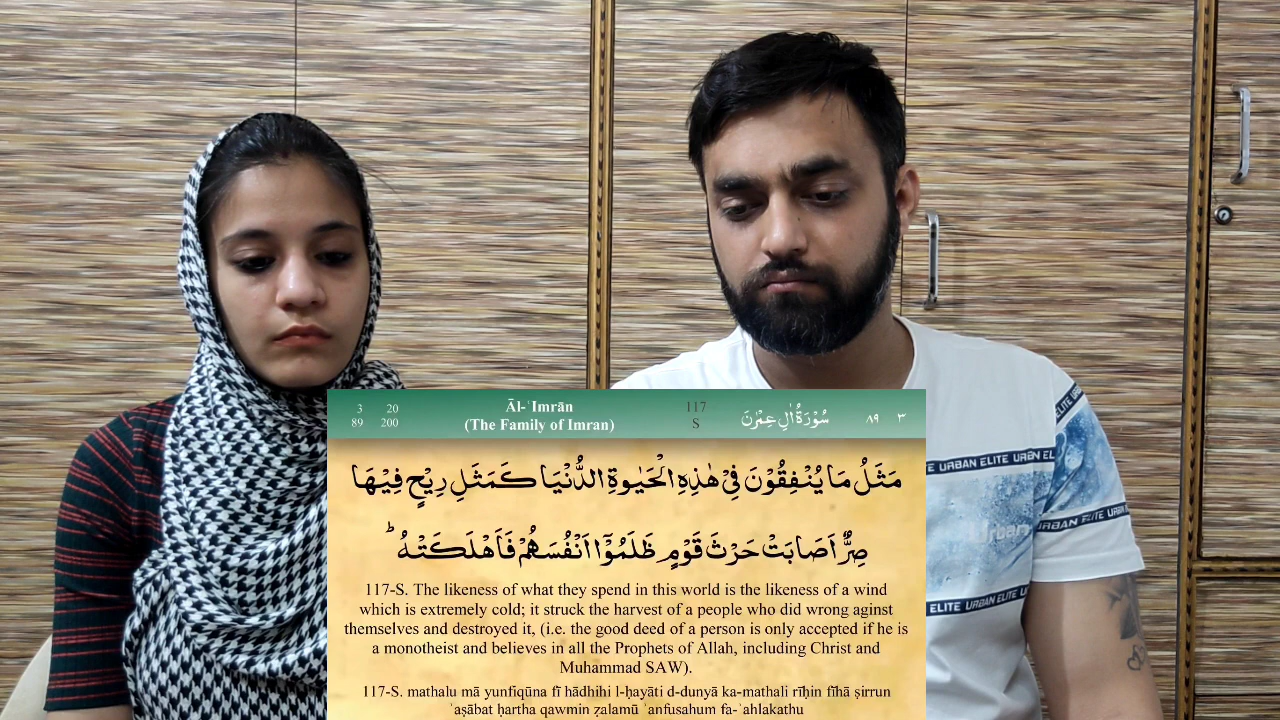 3 20
89 200
Āl-ʿImrān
(The Family of Imran)
117
S
سُوْرَةُ اٰلِ عِمْرٰنَ
٨٩ ٣
مَثَلُ مَا يُنْفِقُوْنَ فِيْ هٰذِهِ الْحَيٰوةِ الدُّنْيَا كَمَثَلِ رِيْحٍ فِيْهَا
صِرٌّ اَصَابَتْ حَرْثَ قَوْمٍ ظَلَمُوْٓا اَنْفُسَهُمْ فَاَهْلَكَتْهُ ؕ
117-S. The likeness of what they spend in this world is the likeness of a wind
which is extremely cold; it struck the harvest of a people who did wrong aginst
themselves and destroyed it, (i.e. the good deed of a person is only accepted if he is
a monotheist and believes in all the Prophets of Allah, including Christ and
Muhammad SAW).
117-S. mathalu mā yunfiqūna fī hādhihi l-ḥayāti d-dunyā ka-mathali rīḥin fīhā ṣirrun
ʾaṣābat ḥartha qawmin ẓalamū ʾanfusahum fa-ʾahlakathu
URBAN ELITE URBAN EL
Urban
URBAN ELITE URB
URBAN ELITE URBAN